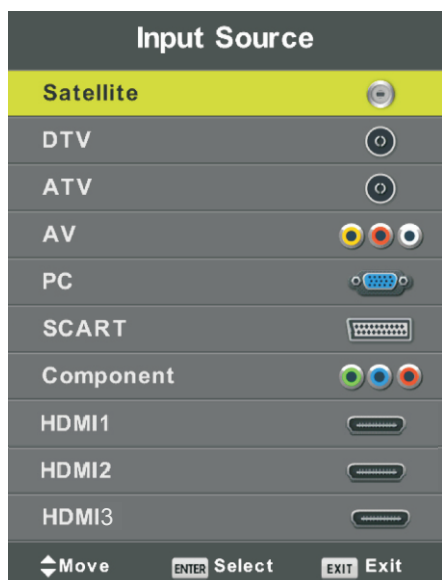 Input Source
Satellite
DTV
ATV
AV
PC
SCART
Component
HDMI1
HDMI2
HDMI3
Move ENTER Select EXIT Exit